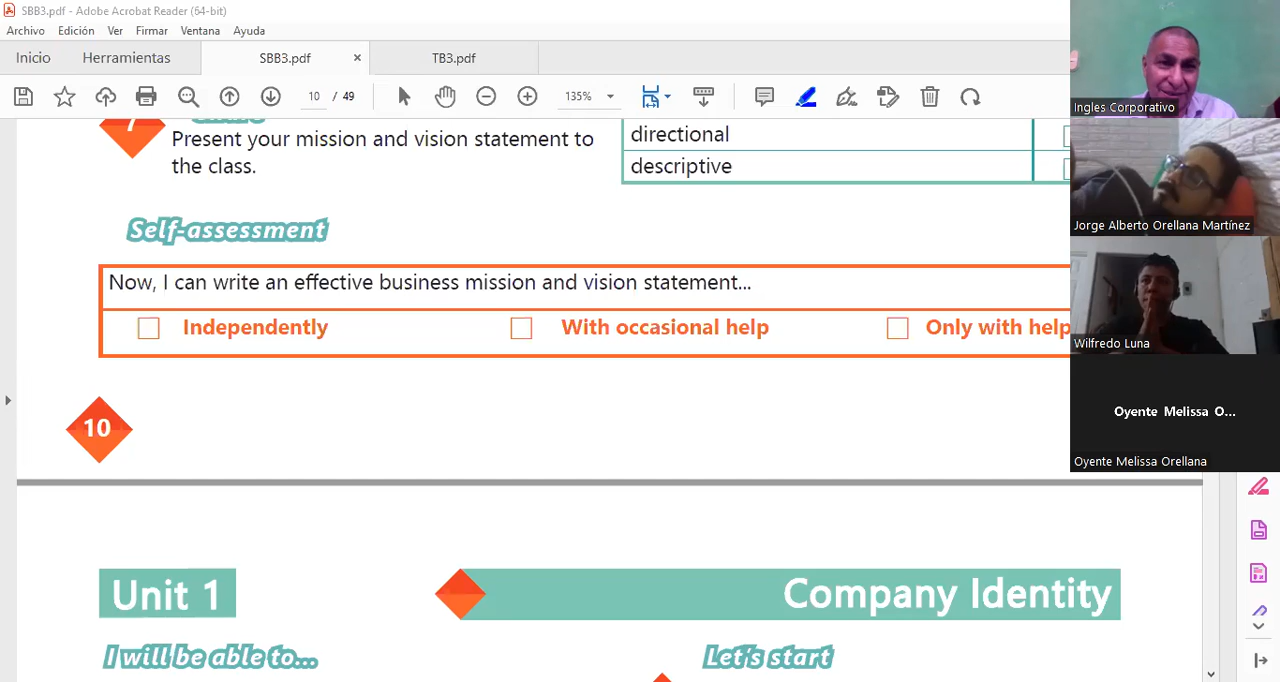 SBB3.pdf - Adobe Acrobat Reader (64-bit)
Archivo Edición Ver Firmar Ventana Ayuda
Inicio Herramientas SBB3.pdf × TB3.pdf
10 / 49 135%
7
Present your mission and vision statement to
the class.
directional
descriptive
Self-assessment
Now, I can write an effective business mission and vision statement...
Independently With occasional help Only with help
10
Unit 1 Company Identity
I will be able to... Let's start
Ingles Corporativo
Jorge Alberto Orellana Martínez
Wilfredo Luna
Oyente Melissa O...
Oyente Melissa Orellana